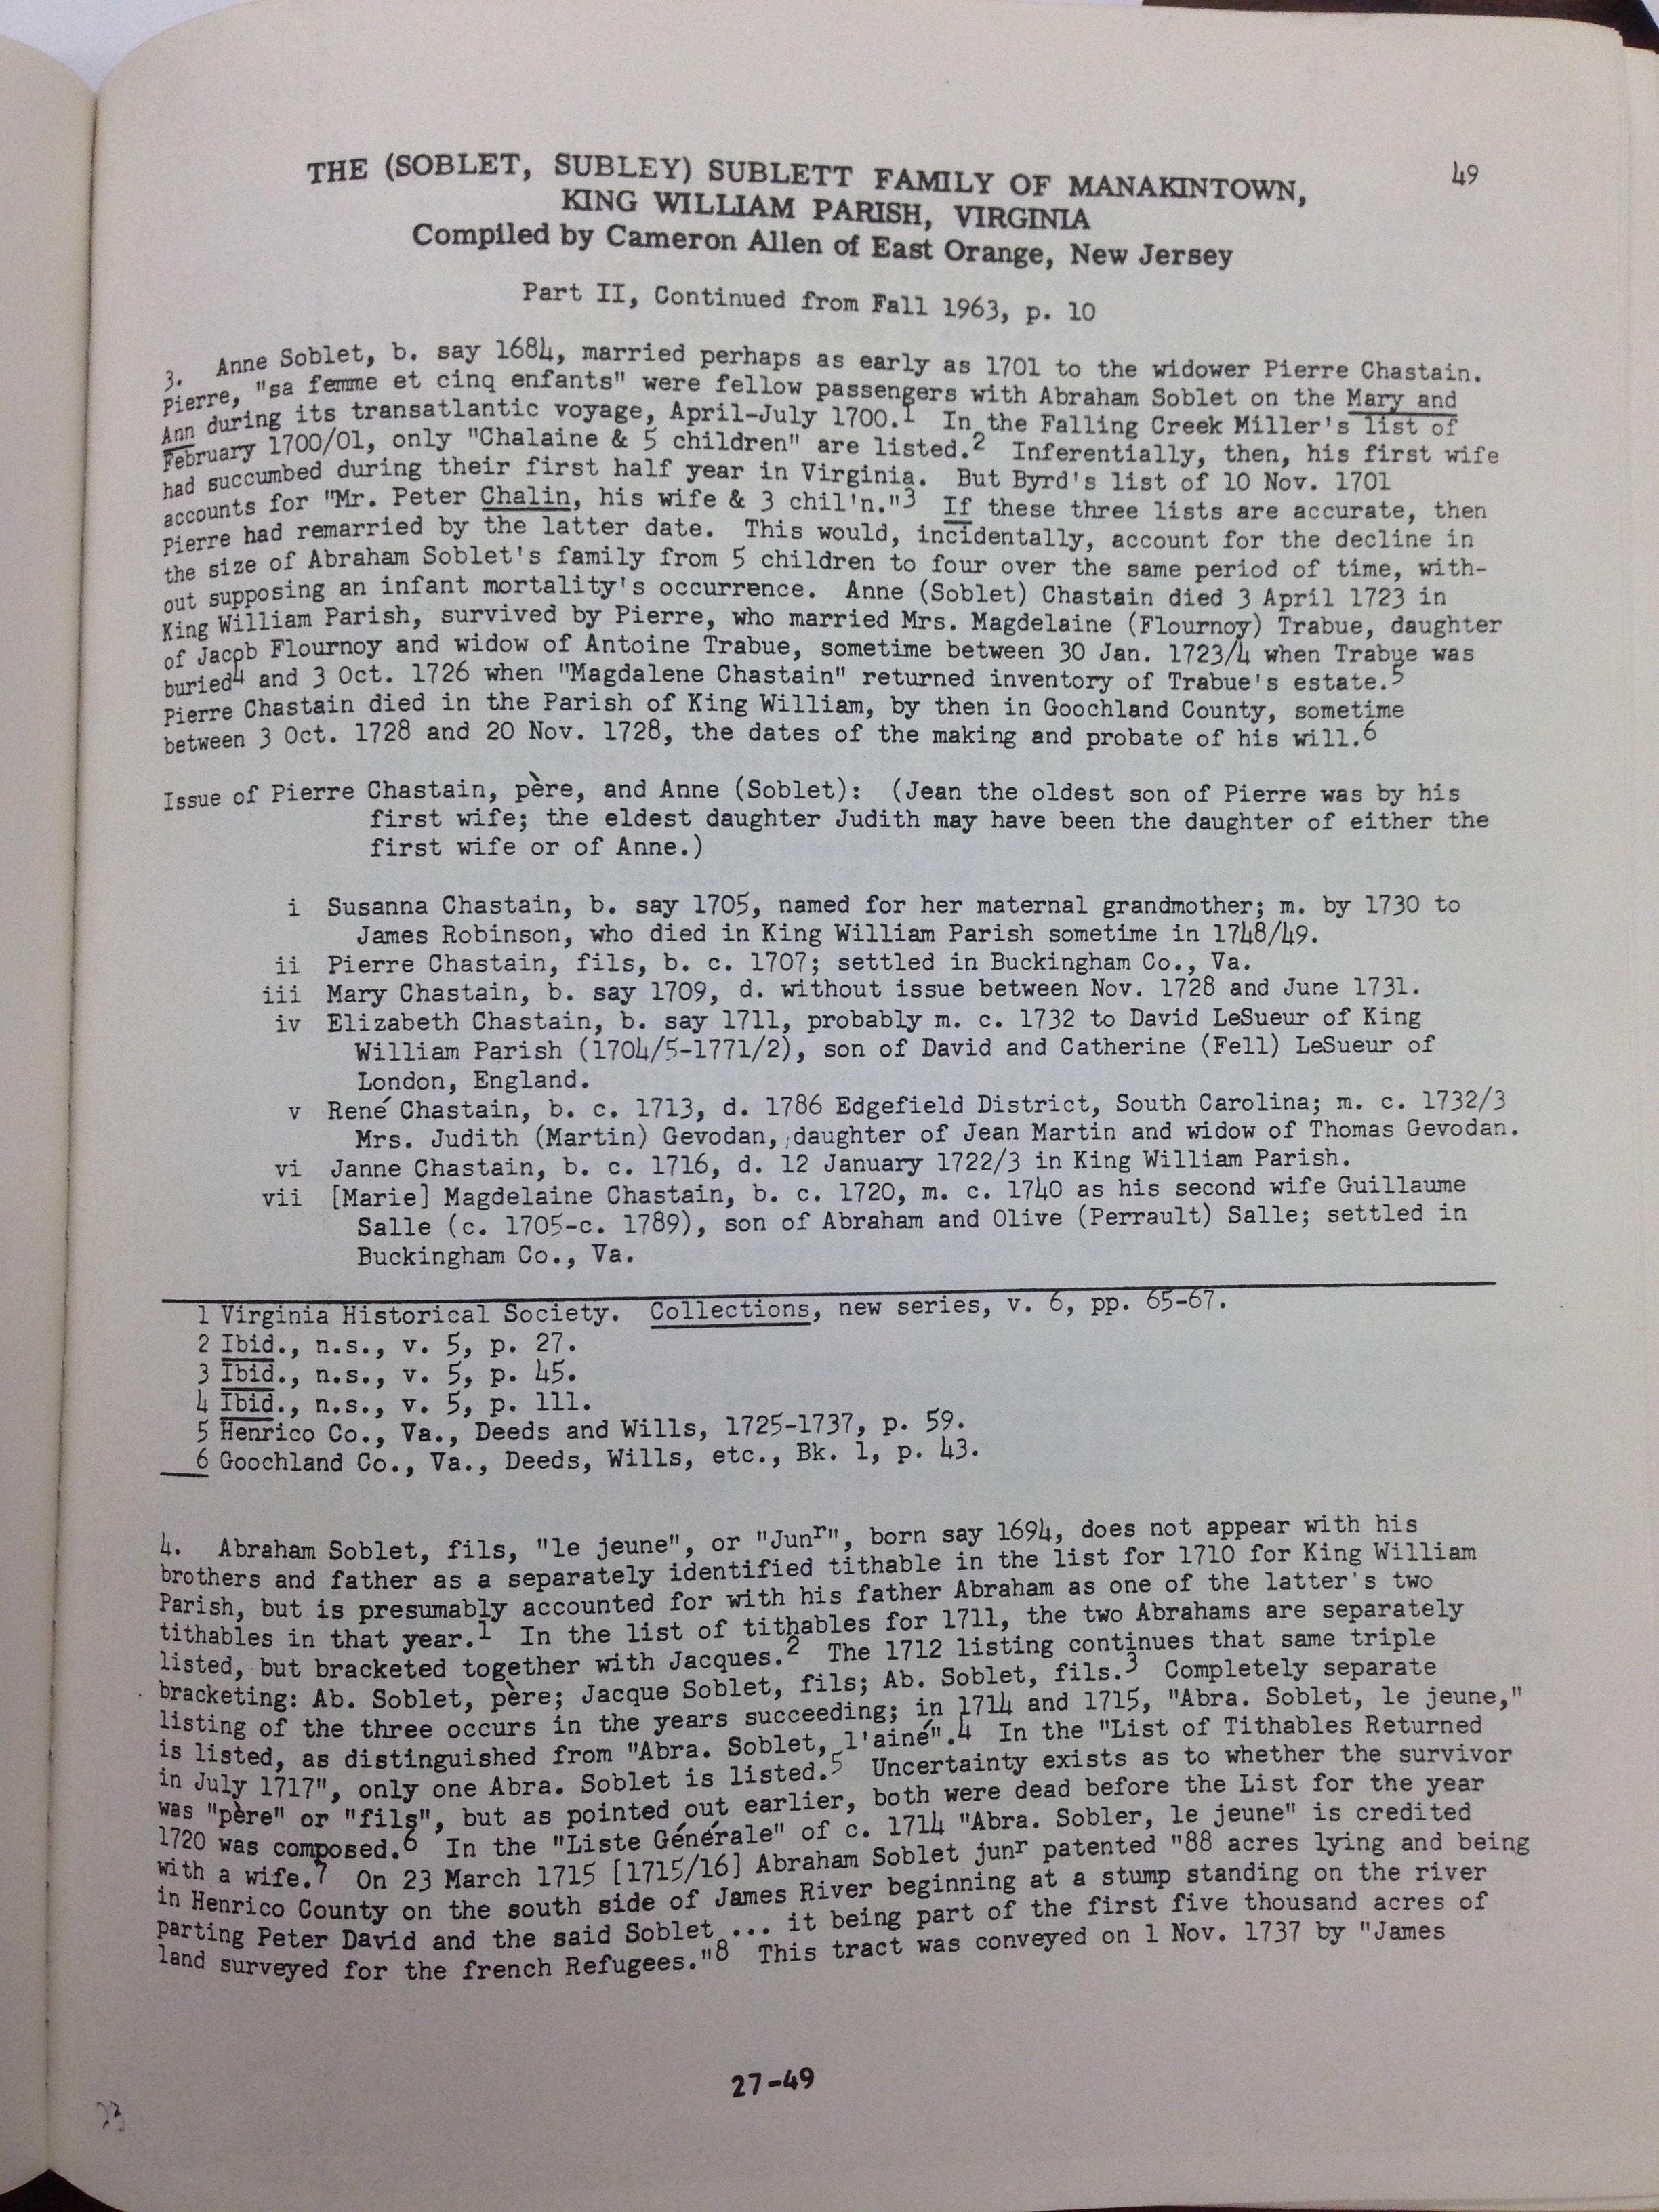 49
THE (SOBLET, SUBLEY) SUBLETT FAMILY OF MANAKINTOWN,
KING WILLIAM PARISH, VIRGINIA
Compiled by Cameron Allen of East Orange, New Jersey
Part II, Continued from Fall 1963, p. 10
3. Anne Soblet, b. say 1684, married perhaps as early as 1701 to the widower Pierre Chastain.
Pierre, "sa femme et cinq enfants" were fellow passengers with Abraham Soblet on the Mary and
Ann during its transatlantic voyage, April-July 1700.1 In the Falling Creek Miller's list of
February 1700/01, only "Chalaine & 5 children" are listed.2 Inferentially, then, his first wife
had succumbed during their first half year in Virginia. But Byrd's list of 10 Nov. 1701
accounts for "Mr. Peter Chalin, his wife & 3 chil'n."3 If these three lists are accurate, then
Pierre had remarried by the latter date. This would, incidentally, account for the decline in
the size of Abraham Soblet's family from 5 children to four over the same period of time, with-
out supposing an infant mortality's occurrence. Anne (Soblet) Chastain died 3 April 1723 in
King William Parish, survived by Pierre, who married Mrs. Magdelaine (Flournoy) Trabue, daughter
of Jacob Flournoy and widow of Antoine Trabue, sometime between 30 Jan. 1723/4 when Trabue was
buried4 and 3 Oct. 1726 when "Magdalene Chastain" returned inventory of Trabue's estate.5
Pierre Chastain died in the Parish of King William, by then in Goochland County, sometime
between 3 Oct. 1728 and 20 Nov. 1728, the dates of the making and probate of his will.6
Issue of Pierre Chastain, père, and Anne (Soblet): (Jean the oldest son of Pierre was by his
first wife; the eldest daughter Judith may have been the daughter of either the
first wife or of Anne.)
i Susanna Chastain, b. say 1705, named for her maternal grandmother; m. by 1730 to
James Robinson, who died in King William Parish sometime in 1748/49.
ii Pierre Chastain, fils, b. c. 1707; settled in Buckingham Co., Va.
iii Mary Chastain, b. say 1709, d. without issue between Nov. 1728 and June 1731.
iv Elizabeth Chastain, b. say 1711, probably m. c. 1732 to David LeSueur of King
William Parish (1704/5-1771/2), son of David and Catherine (Fell) LeSueur of
London, England.
v René Chastain, b. c. 1713, d. 1786 Edgefield District, South Carolina; m. c. 1732/3
Mrs. Judith (Martin) Gevodan, daughter of Jean Martin and widow of Thomas Gevodan.
vi Janne Chastain, b. c. 1716, d. 12 January 1722/3 in King William Parish.
vii [Marie] Magdelaine Chastain, b. c. 1720, m. c. 1740 as his second wife Guillaume
Salle (c. 1705-c. 1789), son of Abraham and Olive (Perrault) Salle; settled in
Buckingham Co., Va.
1 Virginia Historical Society. Collections, new series, v. 6, pp. 65-67.
2 Ibid., n.s., v. 5, p. 27.
3 Ibid., n.s., v. 5, p. 45.
4 Ibid., n.s., v. 5, p. 111.
5 Henrico Co., Va., Deeds and Wills, 1725-1737, p. 59.
6 Goochland Co., Va., Deeds, Wills, etc., Bk. 1, p. 43.
4. Abraham Soblet, fils, "le jeune", or "Junr", born say 1694, does not appear with his
brothers and father as a separately identified tithable in the list for 1710 for King William
Parish, but is presumably accounted for with his father Abraham as one of the latter's two
tithables in that year.1 In the list of tithables for 1711, the two Abrahams are separately
listed, but bracketed together with Jacques.2 The 1712 listing continues that same triple
bracketing: Ab. Soblet, père; Jacque Soblet, fils; Ab. Soblet, fils.3 Completely separate
listing of the three occurs in the years succeeding; in 1714 and 1715, "Abra. Soblet, le jeune,"
is listed, as distinguished from "Abra. Soblet, l'ainé".4 In the "List of Tithables Returned
in July 1717", only one Abra. Soblet is listed.5 Uncertainty exists as to whether the survivor
was "père" or "fils", but as pointed out earlier, both were dead before the List for the year
1720 was composed.6 In the "Liste Générale" of c. 1714 "Abra. Sobler, le jeune" is credited
with a wife.7 On 23 March 1715 [1715/16] Abraham Soblet junr patented "88 acres lying and being
in Henrico County on the south side of James River beginning at a stump standing on the river
parting Peter David and the said Soblet ... it being part of the first five thousand acres of
land surveyed for the french Refugees."8 This tract was conveyed on 1 Nov. 1737 by "James
27-49
23